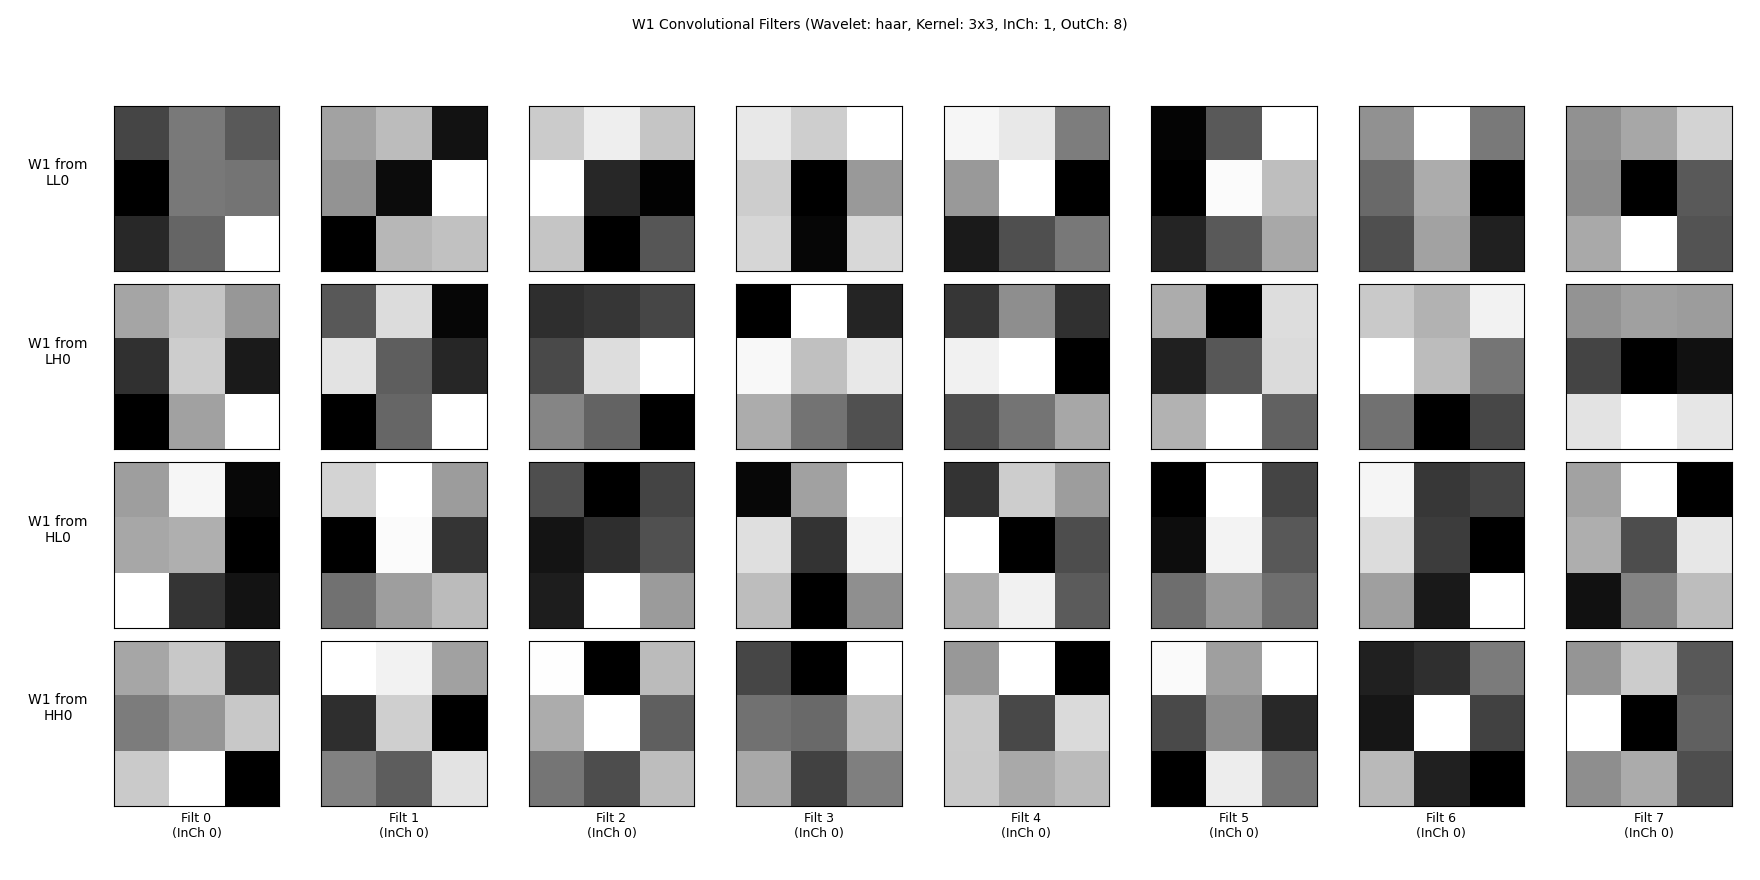 W1 Convolutional Filters (Wavelet: haar, Kernel: 3x3, InCh: 1, OutCh: 8)
W1 from
LL0
W1 from
LH0
W1 from
HL0
W1 from
HH0
Filt 0
(InCh 0)
Filt 1
(InCh 0)
Filt 2
(InCh 0)
Filt 3
(InCh 0)
Filt 4
(InCh 0)
Filt 5
(InCh 0)
Filt 6
(InCh 0)
Filt 7
(InCh 0)